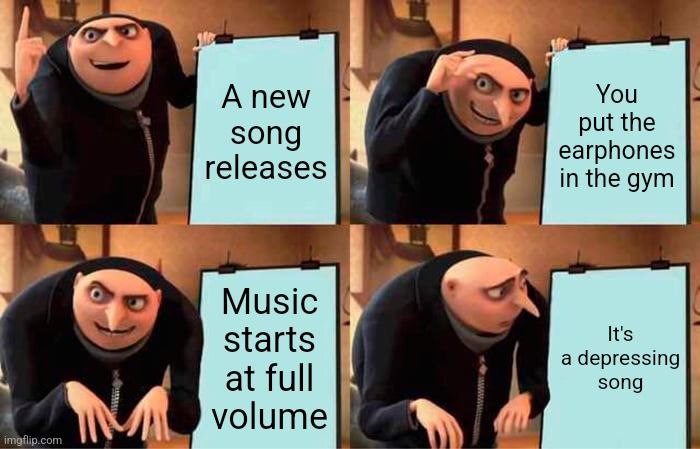 A new
song
releases
You
put the
earphones
in the gym
Music
starts
at full
volume
It's
a depressing
song
imgflip.com